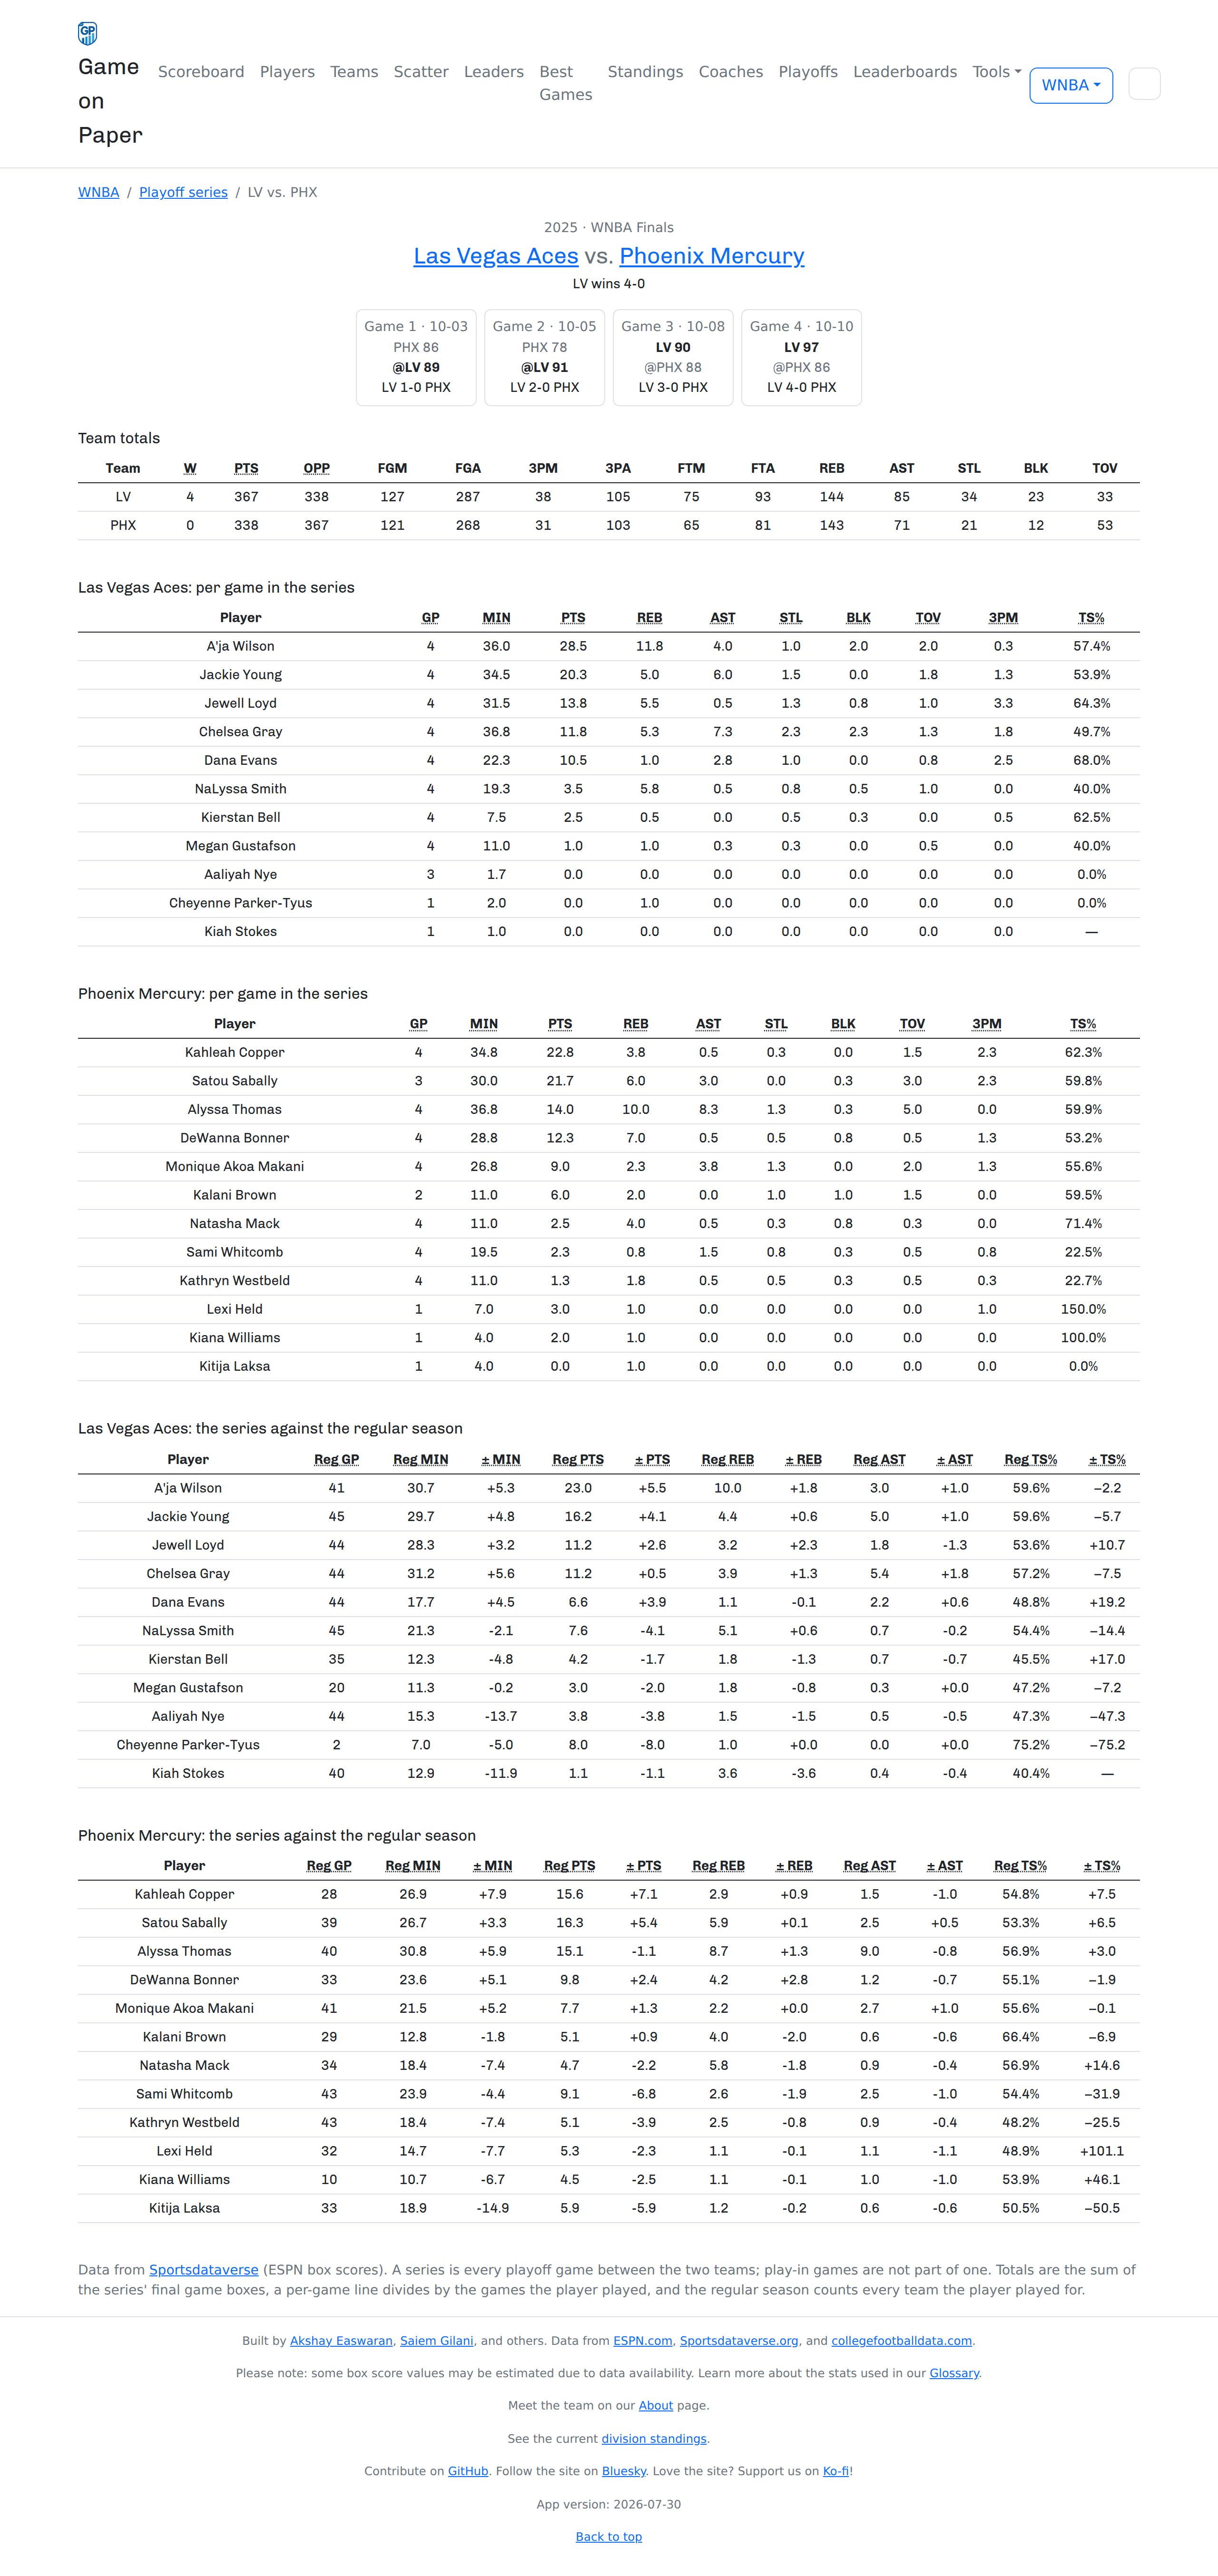 GP
Game on Paper
Scoreboard Players Teams Scatter Leaders Best Games Standings Coaches Playoffs Leaderboards Tools WNBA
WNBA / Playoff series / LV vs. PHX
2025 · WNBA Finals
Las Vegas Aces vs. Phoenix Mercury
LV wins 4-0
Game 1 · 10-03
PHX 86
@LV 89
LV 1-0 PHX
Game 2 · 10-05
PHX 78
@LV 91
LV 2-0 PHX
Game 3 · 10-08
LV 90
@PHX 88
LV 3-0 PHX
Game 4 · 10-10
LV 97
@PHX 86
LV 4-0 PHX
Team totals
Team W PTS OPP FGM FGA 3PM 3PA FTM FTA REB AST STL BLK TOV
LV 4 367 338 127 287 38 105 75 93 144 85 34 23 33
PHX 0 338 367 121 268 31 103 65 81 143 71 21 12 53
Las Vegas Aces: per game in the series
Player GP MIN PTS REB AST STL BLK TOV 3PM TS%
A'ja Wilson 4 36.0 28.5 11.8 4.0 1.0 2.0 2.0 0.3 57.4%
Jackie Young 4 34.5 20.3 5.0 6.0 1.5 0.0 1.8 1.3 53.9%
Jewell Loyd 4 31.5 13.8 5.5 0.5 1.3 0.8 1.0 3.3 64.3%
Chelsea Gray 4 36.8 11.8 5.3 7.3 2.3 2.3 1.3 1.8 49.7%
Dana Evans 4 22.3 10.5 1.0 2.8 1.0 0.0 0.8 2.5 68.0%
NaLyssa Smith 4 19.3 3.5 5.8 0.5 0.8 0.5 1.0 0.0 40.0%
Kierstan Bell 4 7.5 2.5 0.5 0.0 0.5 0.3 0.0 0.5 62.5%
Megan Gustafson 4 11.0 1.0 1.0 0.3 0.3 0.0 0.5 0.0 40.0%
Aaliyah Nye 3 1.7 0.0 0.0 0.0 0.0 0.0 0.0 0.0 0.0%
Cheyenne Parker-Tyus 1 2.0 0.0 1.0 0.0 0.0 0.0 0.0 0.0 0.0%
Kiah Stokes 1 1.0 0.0 0.0 0.0 0.0 0.0 0.0 0.0 —
Phoenix Mercury: per game in the series
Player GP MIN PTS REB AST STL BLK TOV 3PM TS%
Kahleah Copper 4 34.8 22.8 3.8 0.5 0.3 0.0 1.5 2.3 62.3%
Satou Sabally 3 30.0 21.7 6.0 3.0 0.0 0.3 3.0 2.3 59.8%
Alyssa Thomas 4 36.8 14.0 10.0 8.3 1.3 0.3 5.0 0.0 59.9%
DeWanna Bonner 4 28.8 12.3 7.0 0.5 0.5 0.8 0.5 1.3 53.2%
Monique Akoa Makani 4 26.8 9.0 2.3 3.8 1.3 0.0 2.0 1.3 55.6%
Kalani Brown 2 11.0 6.0 2.0 0.0 1.0 1.0 1.5 0.0 59.5%
Natasha Mack 4 11.0 2.5 4.0 0.5 0.3 0.8 0.3 0.0 71.4%
Sami Whitcomb 4 19.5 2.3 0.8 1.5 0.8 0.3 0.5 0.8 22.5%
Kathryn Westbeld 4 11.0 1.3 1.8 0.5 0.5 0.3 0.5 0.3 22.7%
Lexi Held 1 7.0 3.0 1.0 0.0 0.0 0.0 0.0 1.0 150.0%
Kiana Williams 1 4.0 2.0 1.0 0.0 0.0 0.0 0.0 0.0 100.0%
Kitija Laksa 1 4.0 0.0 1.0 0.0 0.0 0.0 0.0 0.0 0.0%
Las Vegas Aces: the series against the regular season
Player Reg GP Reg MIN ± MIN Reg PTS ± PTS Reg REB ± REB Reg AST ± AST Reg TS% ± TS%
A'ja Wilson 41 30.7 +5.3 23.0 +5.5 10.0 +1.8 3.0 +1.0 59.6% −2.2
Jackie Young 45 29.7 +4.8 16.2 +4.1 4.4 +0.6 5.0 +1.0 59.6% −5.7
Jewell Loyd 44 28.3 +3.2 11.2 +2.6 3.2 +2.3 1.8 -1.3 53.6% +10.7
Chelsea Gray 44 31.2 +5.6 11.2 +0.5 3.9 +1.3 5.4 +1.8 57.2% −7.5
Dana Evans 44 17.7 +4.5 6.6 +3.9 1.1 -0.1 2.2 +0.6 48.8% +19.2
NaLyssa Smith 45 21.3 -2.1 7.6 -4.1 5.1 +0.6 0.7 -0.2 54.4% −14.4
Kierstan Bell 35 12.3 -4.8 4.2 -1.7 1.8 -1.3 0.7 -0.7 45.5% +17.0
Megan Gustafson 20 11.3 -0.2 3.0 -2.0 1.8 -0.8 0.3 +0.0 47.2% −7.2
Aaliyah Nye 44 15.3 -13.7 3.8 -3.8 1.5 -1.5 0.5 -0.5 47.3% −47.3
Cheyenne Parker-Tyus 2 7.0 -5.0 8.0 -8.0 1.0 +0.0 0.0 +0.0 75.2% −75.2
Kiah Stokes 40 12.9 -11.9 1.1 -1.1 3.6 -3.6 0.4 -0.4 40.4% —
Phoenix Mercury: the series against the regular season
Player Reg GP Reg MIN ± MIN Reg PTS ± PTS Reg REB ± REB Reg AST ± AST Reg TS% ± TS%
Kahleah Copper 28 26.9 +7.9 15.6 +7.1 2.9 +0.9 1.5 -1.0 54.8% +7.5
Satou Sabally 39 26.7 +3.3 16.3 +5.4 5.9 +0.1 2.5 +0.5 53.3% +6.5
Alyssa Thomas 40 30.8 +5.9 15.1 -1.1 8.7 +1.3 9.0 -0.8 56.9% +3.0
DeWanna Bonner 33 23.6 +5.1 9.8 +2.4 4.2 +2.8 1.2 -0.7 55.1% −1.9
Monique Akoa Makani 41 21.5 +5.2 7.7 +1.3 2.2 +0.0 2.7 +1.0 55.6% −0.1
Kalani Brown 29 12.8 -1.8 5.1 +0.9 4.0 -2.0 0.6 -0.6 66.4% −6.9
Natasha Mack 34 18.4 -7.4 4.7 -2.2 5.8 -1.8 0.9 -0.4 56.9% +14.6
Sami Whitcomb 43 23.9 -4.4 9.1 -6.8 2.6 -1.9 2.5 -1.0 54.4% −31.9
Kathryn Westbeld 43 18.4 -7.4 5.1 -3.9 2.5 -0.8 0.9 -0.4 48.2% −25.5
Lexi Held 32 14.7 -7.7 5.3 -2.3 1.1 -0.1 1.1 -1.1 48.9% +101.1
Kiana Williams 10 10.7 -6.7 4.5 -2.5 1.1 -0.1 1.0 -1.0 53.9% +46.1
Kitija Laksa 33 18.9 -14.9 5.9 -5.9 1.2 -0.2 0.6 -0.6 50.5% −50.5
Data from Sportsdataverse (ESPN box scores). A series is every playoff game between the two teams; play-in games are not part of one. Totals are the sum of
the series' final game boxes, a per-game line divides by the games the player played, and the regular season counts every team the player played for.
Built by Akshay Easwaran, Saiem Gilani, and others. Data from ESPN.com, Sportsdataverse.org, and collegefootballdata.com.
Please note: some box score values may be estimated due to data availability. Learn more about the stats used in our Glossary.
Meet the team on our About page.
See the current division standings.
Contribute on GitHub. Follow the site on Bluesky. Love the site? Support us on Ko-fi!
App version: 2026-07-30
Back to top